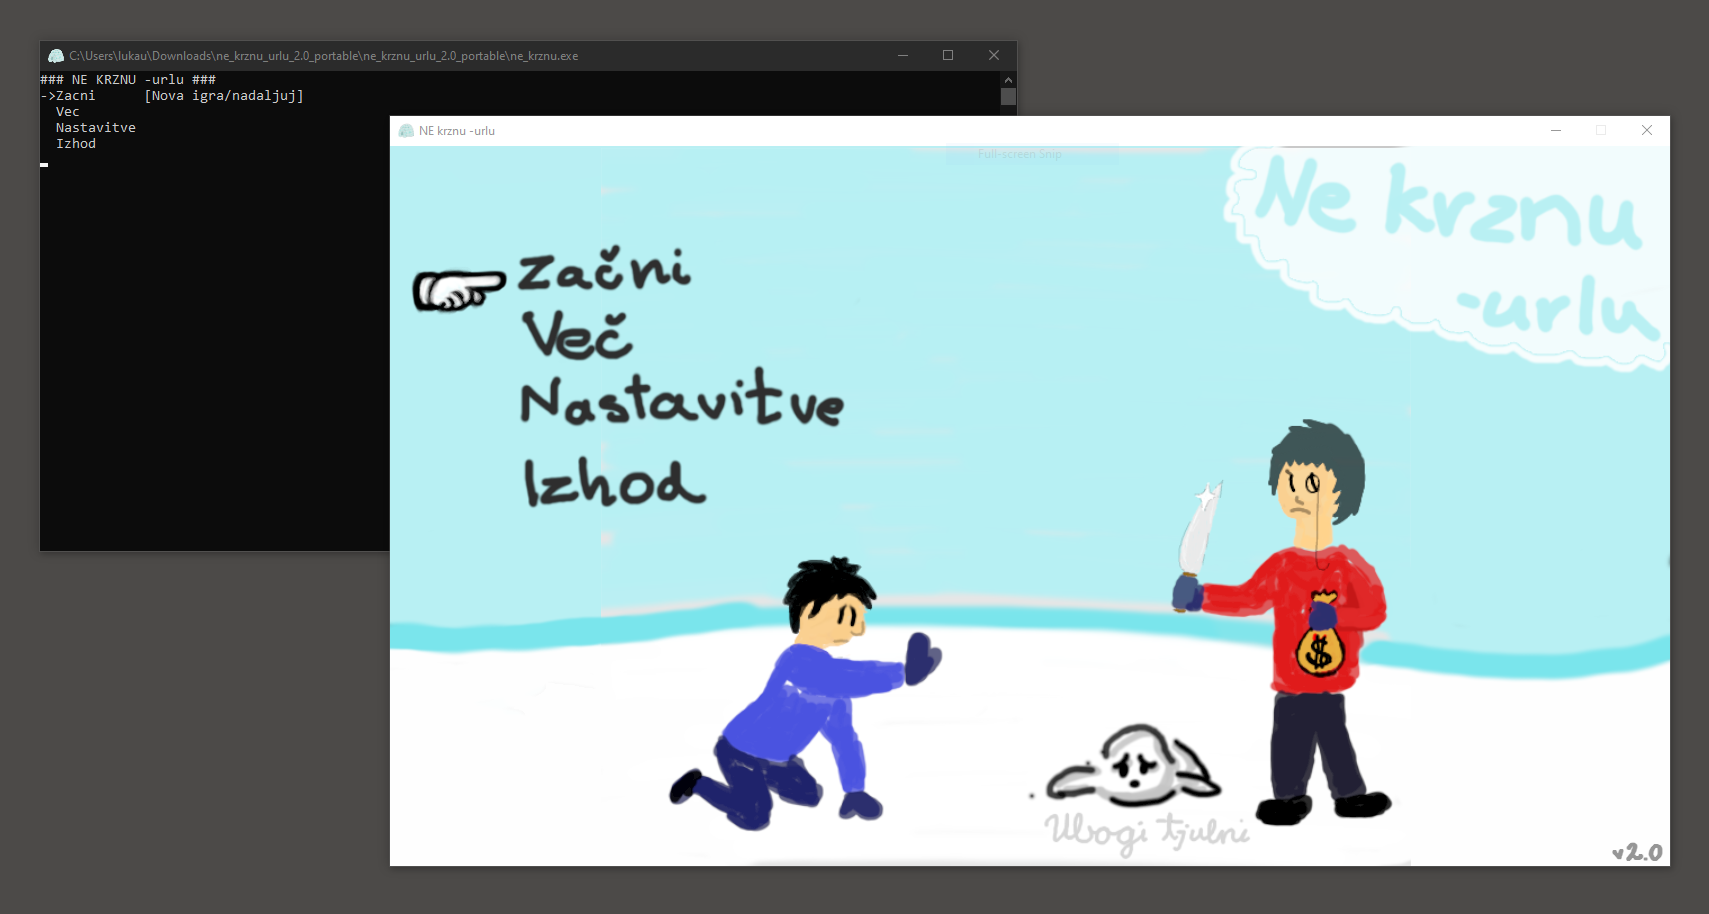 C:\Users\lukau\Downloads\ne_krznu_urlu_2.0_portable\ne_krznu_urlu_2.0_portable\ne_krznu.exe
### NE KRZNU -urlu ###
->Zacni [Nova igra/nadaljuj]
Vec
Nastavitve
Izhod
NE krznu -urlu
Full-screen Snip
Ne krznu
-urlu
Začni
Več
Nastavitve
Izhod
$
Ubogi tjulni
v2.0